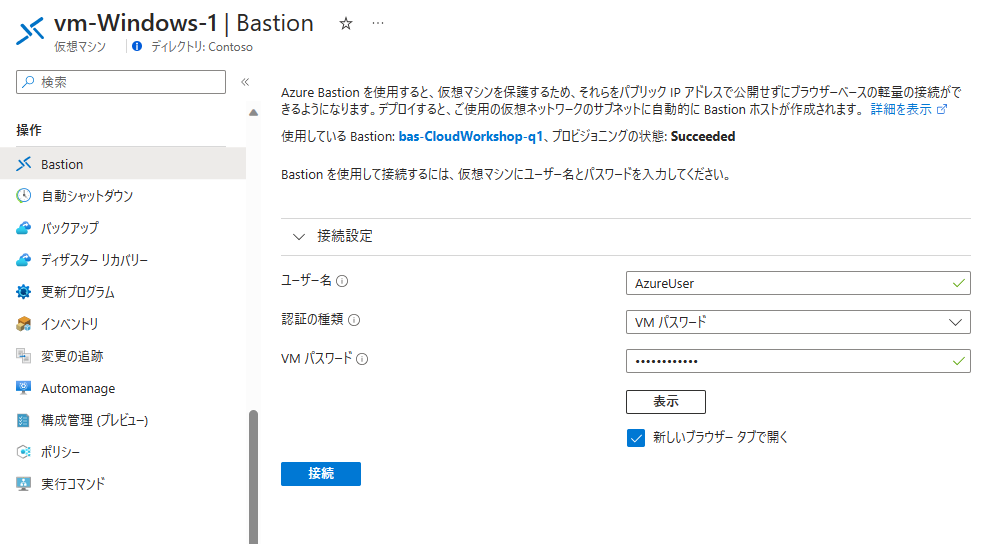 vm-Windows-1 | Bastion
仮想マシン
ディレクトリ: Contoso
検索
操作
Bastion
自動シャットダウン
バックアップ
ディザスター リカバリー
更新プログラム
インベントリ
変更の追跡
Automanage
構成管理 (プレビュー)
ポリシー
実行コマンド
Azure Bastion を使用すると、仮想マシンを保護するため、それらをパブリック IP アドレスで公開せずにブラウザーベースの軽量の接続がで
きるようになります。デプロイすると、ご使用の仮想ネットワークのサブネットに自動的に Bastion ホストが作成されます。 詳細を表示
使用している Bastion: bas-CloudWorkshop-q1、プロビジョニングの状態: Succeeded
Bastion を使用して接続するには、仮想マシンにユーザー名とパスワードを入力してください。
接続設定
ユーザー名
AzureUser
認証の種類
VM パスワード
VM パスワード
••••••••••••
表示
新しいブラウザー タブで開く
接続